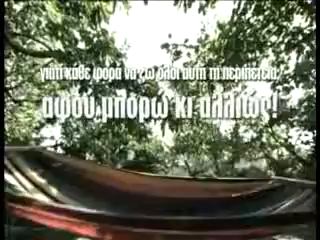 γιατί κάθε φορά να ζω όλη αυτή τη περιπέτεια,
αφού μπορώ κι αλλιώς!